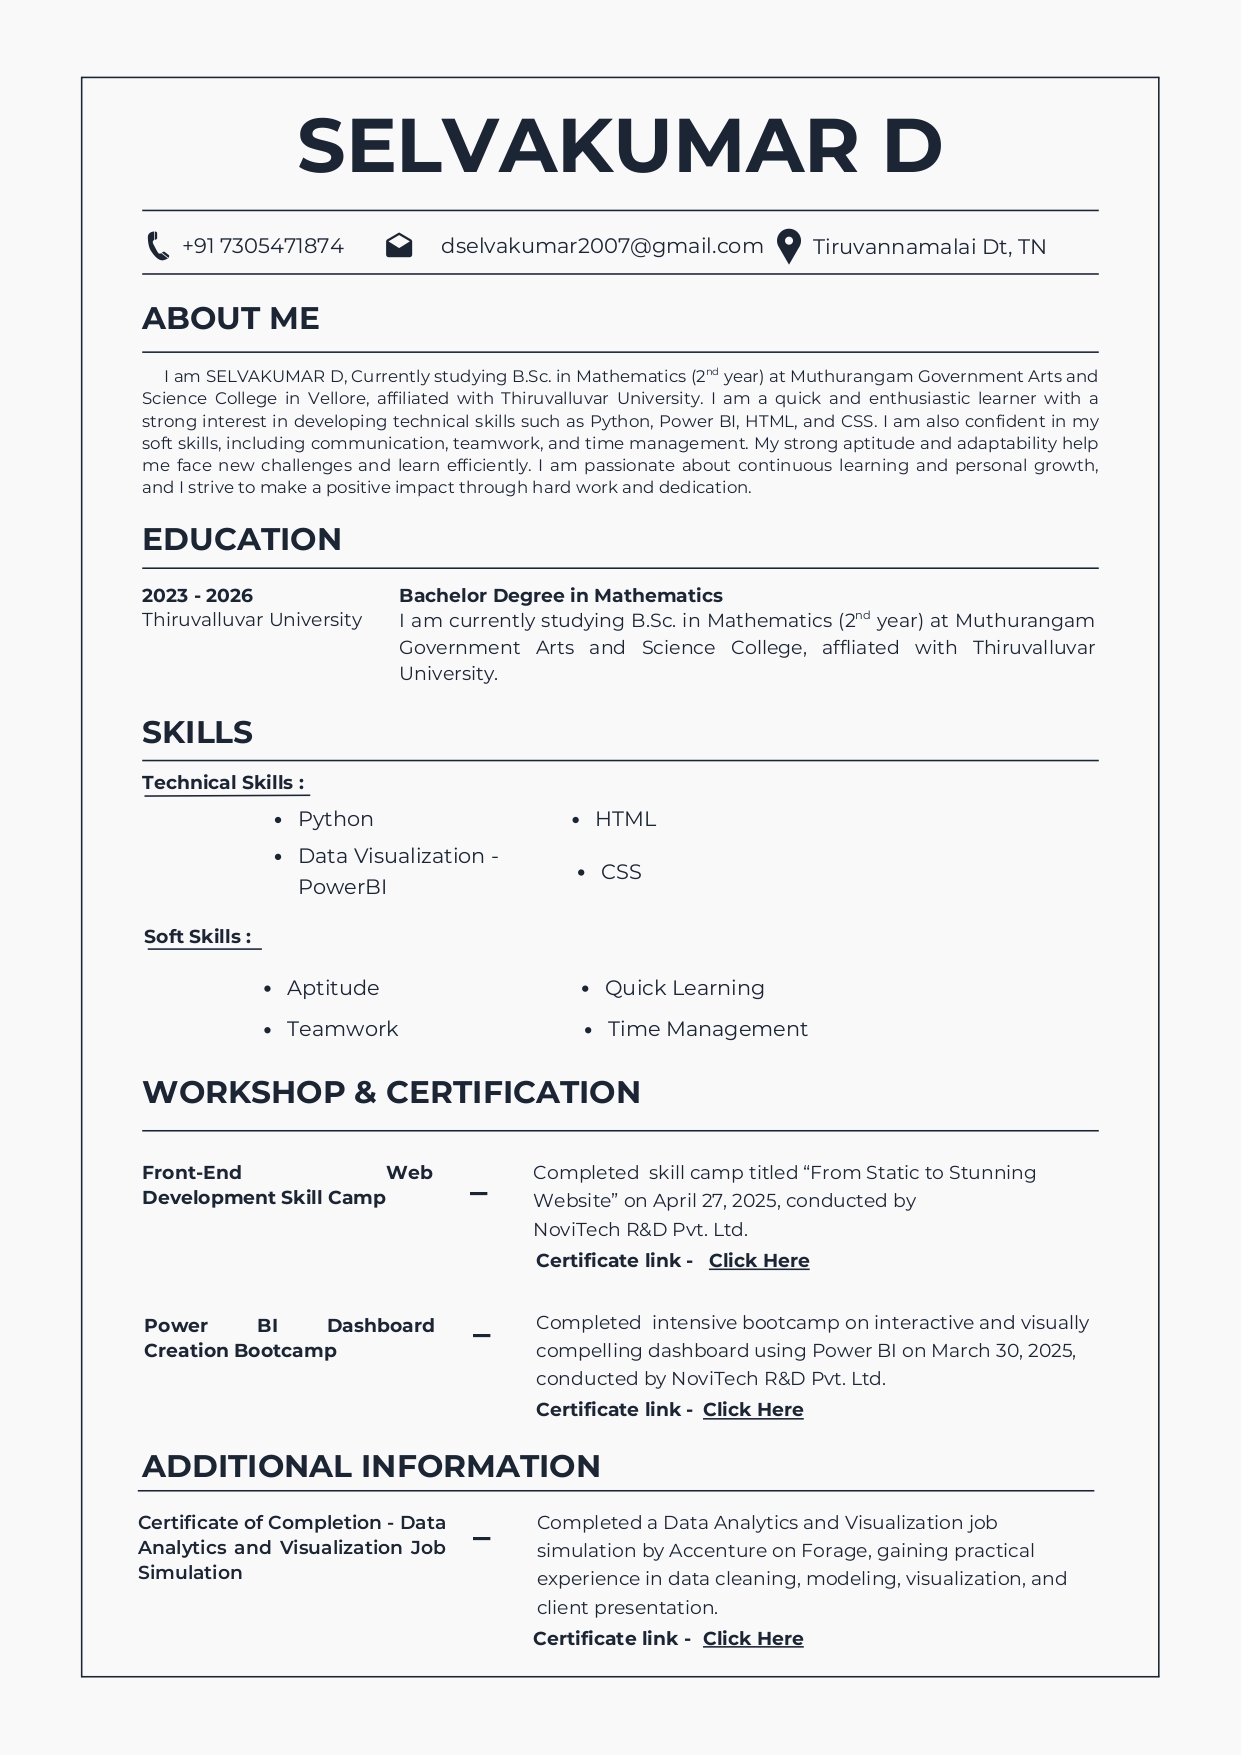 SELVAKUMAR D
+91 7305471874 dselvakumar2007@gmail.com Tiruvannamalai Dt, TN
ABOUT ME
I am SELVAKUMAR D, Currently studying B.Sc. in Mathematics (2nd year) at Muthurangam Government Arts and
Science College in Vellore, affiliated with Thiruvalluvar University. I am a quick and enthusiastic learner with a
strong interest in developing technical skills such as Python, Power BI, HTML, and CSS. I am also confident in my
soft skills, including communication, teamwork, and time management. My strong aptitude and adaptability help
me face new challenges and learn efficiently. I am passionate about continuous learning and personal growth,
and I strive to make a positive impact through hard work and dedication.
EDUCATION
2023 - 2026
Thiruvalluvar University
Bachelor Degree in Mathematics
I am currently studying B.Sc. in Mathematics (2nd year) at Muthurangam
Government Arts and Science College, affliated with Thiruvalluvar
University.
SKILLS
Technical Skills :
• Python
• Data Visualization -
PowerBI
• HTML
• CSS
Soft Skills :
• Aptitude
• Teamwork
• Quick Learning
• Time Management
WORKSHOP & CERTIFICATION
Front-End Web
Development Skill Camp
–
Completed skill camp titled “From Static to Stunning
Website” on April 27, 2025, conducted by
NoviTech R&D Pvt. Ltd.
Certificate link - Click Here
Power BI Dashboard
Creation Bootcamp
–
Completed intensive bootcamp on interactive and visually
compelling dashboard using Power BI on March 30, 2025,
conducted by NoviTech R&D Pvt. Ltd.
Certificate link - Click Here
ADDITIONAL INFORMATION
Certificate of Completion - Data
Analytics and Visualization Job
Simulation
–
Completed a Data Analytics and Visualization job
simulation by Accenture on Forage, gaining practical
experience in data cleaning, modeling, visualization, and
client presentation.
Certificate link - Click Here